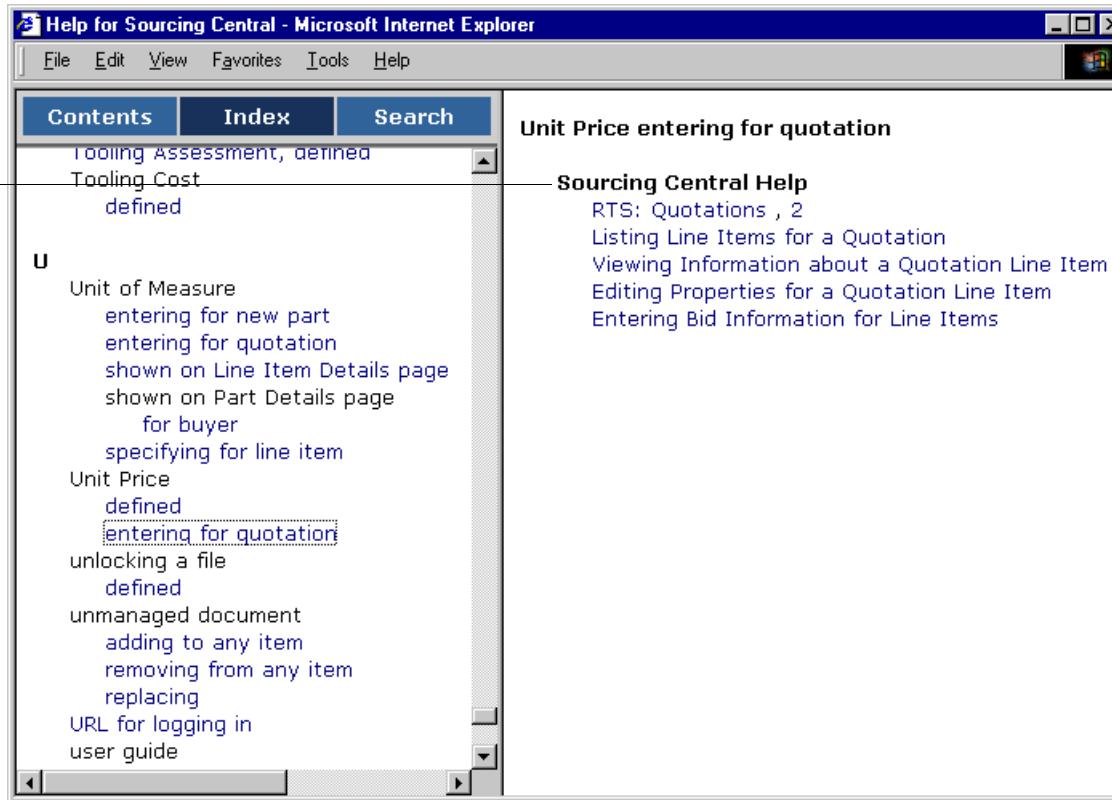 Help for Sourcing Central - Microsoft Internet Explorer
File Edit View Favorites Tools Help
Contents Index Search
Tooling Assessment, defined
Tooling Cost
defined
U
Unit of Measure
entering for new part
entering for quotation
shown on Line Item Details page
shown on Part Details page
for buyer
specifying for line item
Unit Price
defined
entering for quotation
unlocking a file
defined
unmanaged document
adding to any item
removing from any item
replacing
URL for logging in
user guide
Unit Price entering for quotation
Sourcing Central Help
RTS: Quotations , 2
Listing Line Items for a Quotation
Viewing Information about a Quotation Line Item
Editing Properties for a Quotation Line Item
Entering Bid Information for Line Items